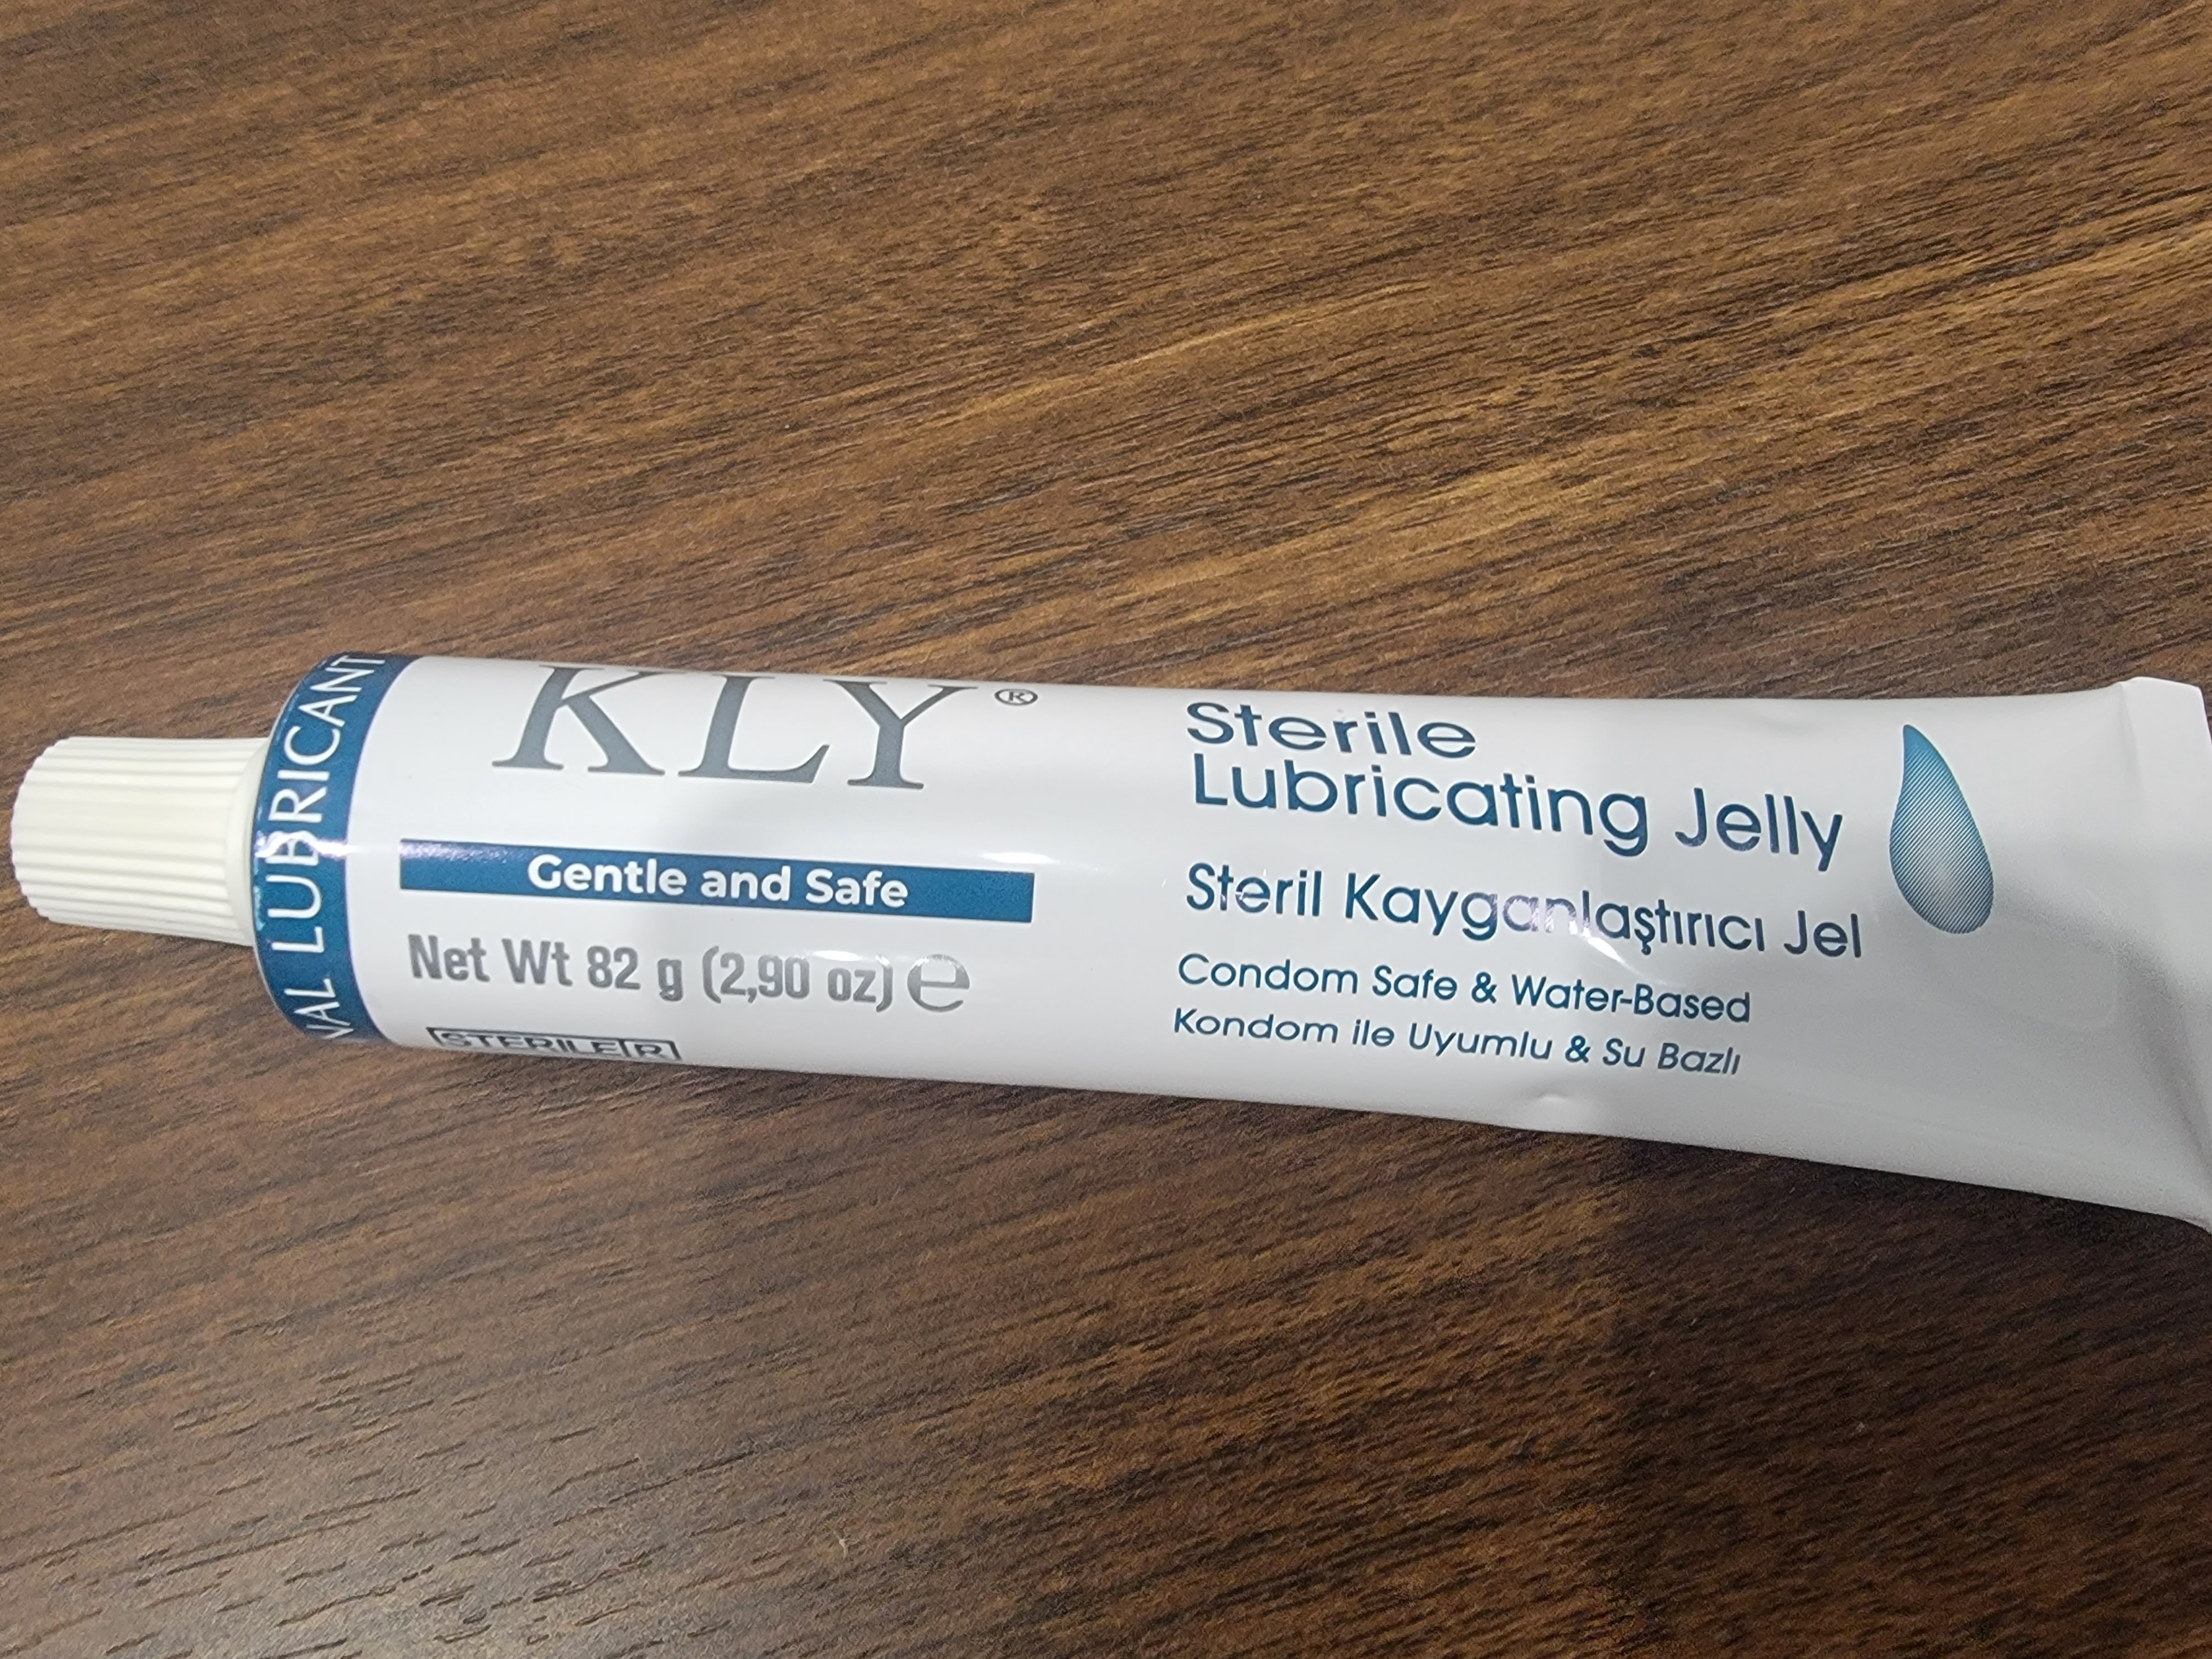 LUBRICANT
KLY®
Gentle and Safe
Net Wt 82 g (2,90 oz) ℮
STERILE R
Sterile
Lubricating Jelly
Steril Kayganlaştırıcı Jel
Condom Safe & Water-Based
Kondom ile Uyumlu & Su Bazlı